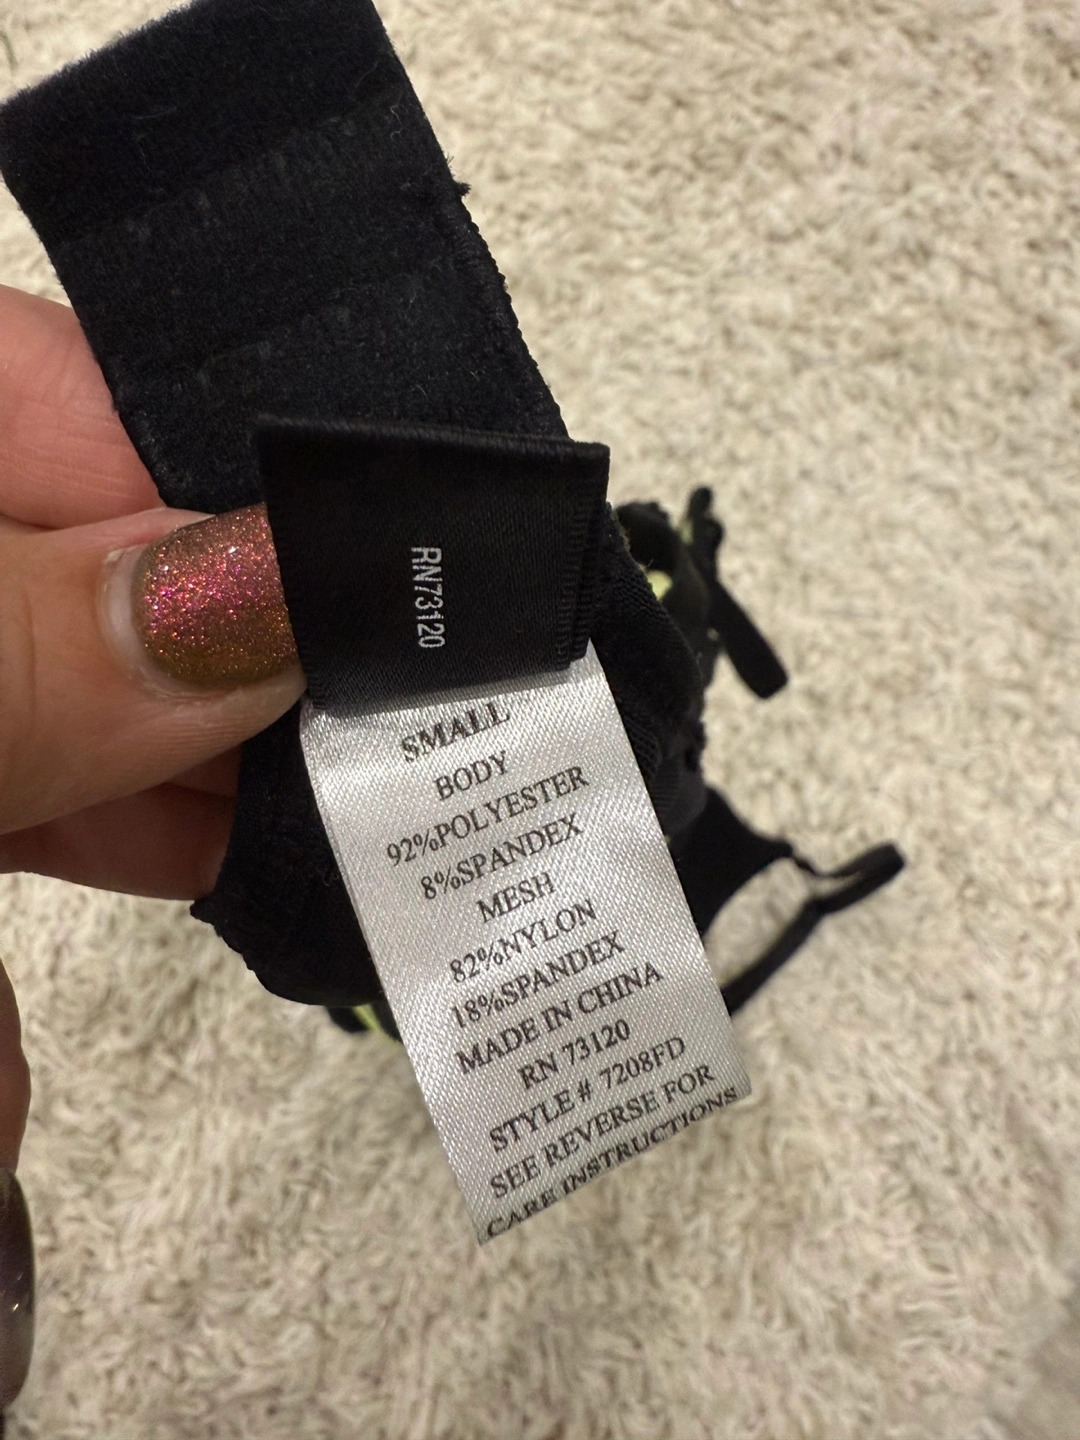 RN73120
SMALL
BODY
92%POLYESTER
8%SPANDEX
MESH
82%NYLON
18%SPANDEX
MADE IN CHINA
RN 73120
STYLE # 7208FD
SEE REVERSE FOR
CARE INSTRUCTIONS